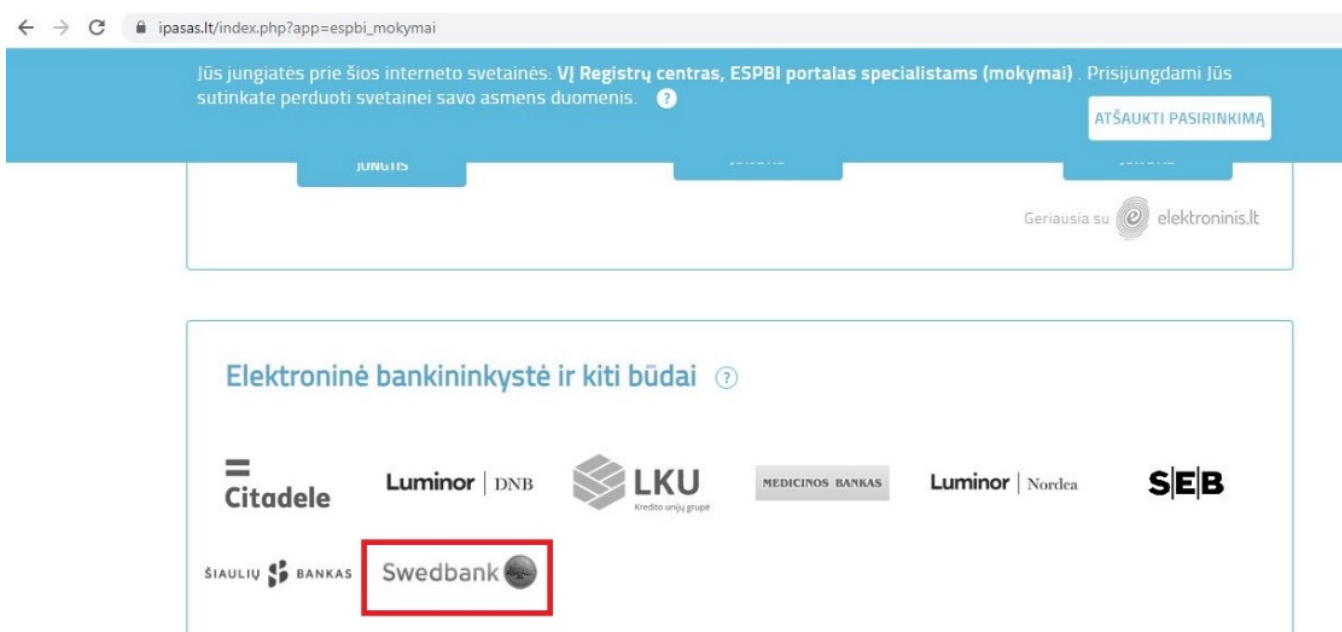 ipasas.lt/index.php?app=espbi_mokymai
Jūs jungiatės prie šios interneto svetainės: VĮ Registrų centras, ESPBI portalas specialistams (mokymai) . Prisijungdami Jūs
sutinkate perduoti svetainei savo asmens duomenis. ?
ATŠAUKTI PASIRINKIMĄ
JUNGTIS
Geriausia su e elektroninis.lt
Elektroninė bankininkystė ir kiti būdai ?
Citadele
Luminor | DNB
LKU
Kredito unijų grupė
MEDICINOS BANKAS
Luminor | Nordea
S|E|B
ŠIAULIŲ BANKAS
Swedbank